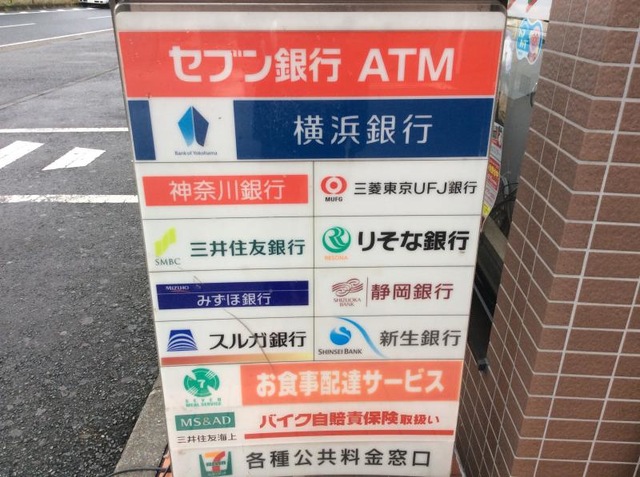 セブン銀行 ATM
Bank of Yokohama
横浜銀行
神奈川銀行
MUFG
三菱東京UFJ銀行
SMBC
三井住友銀行
RESONA
りそな銀行
MIZUHO
みずほ銀行
SHIZUOKA BANK
静岡銀行
スルガ銀行
SHINSEI BANK
新生銀行
7
SEVEN
MEAL SERVICE
お食事配達サービス
MS&AD
三井住友海上
バイク自賠責保険取扱い
各種公共料金窓口